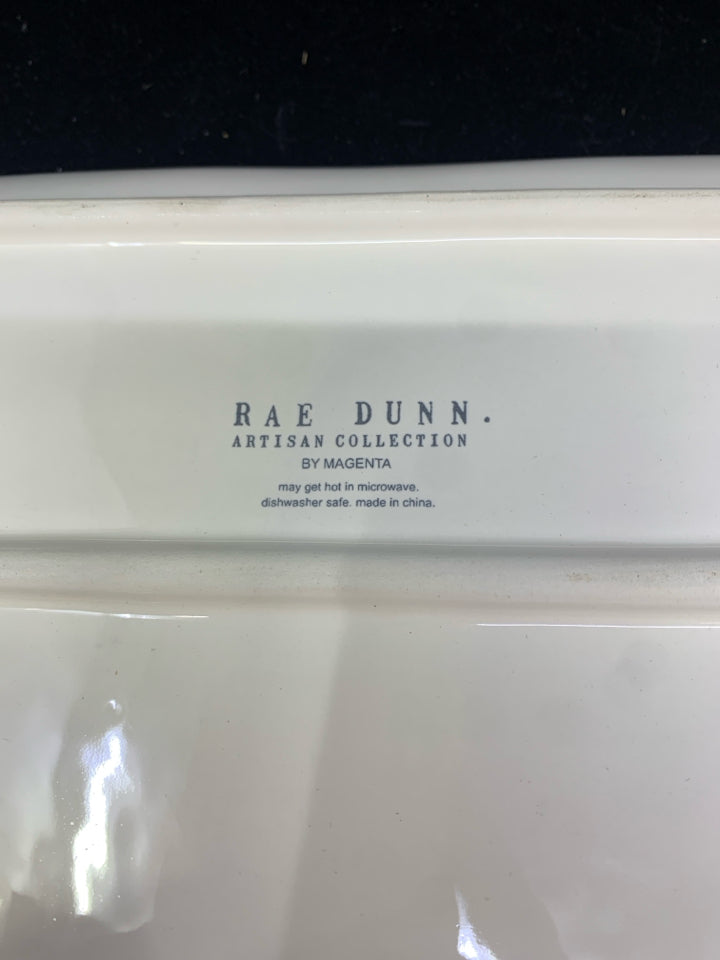 RAE DUNN.
ARTISAN COLLECTION
BY MAGENTA
may get hot in microwave.
dishwasher safe. made in china.